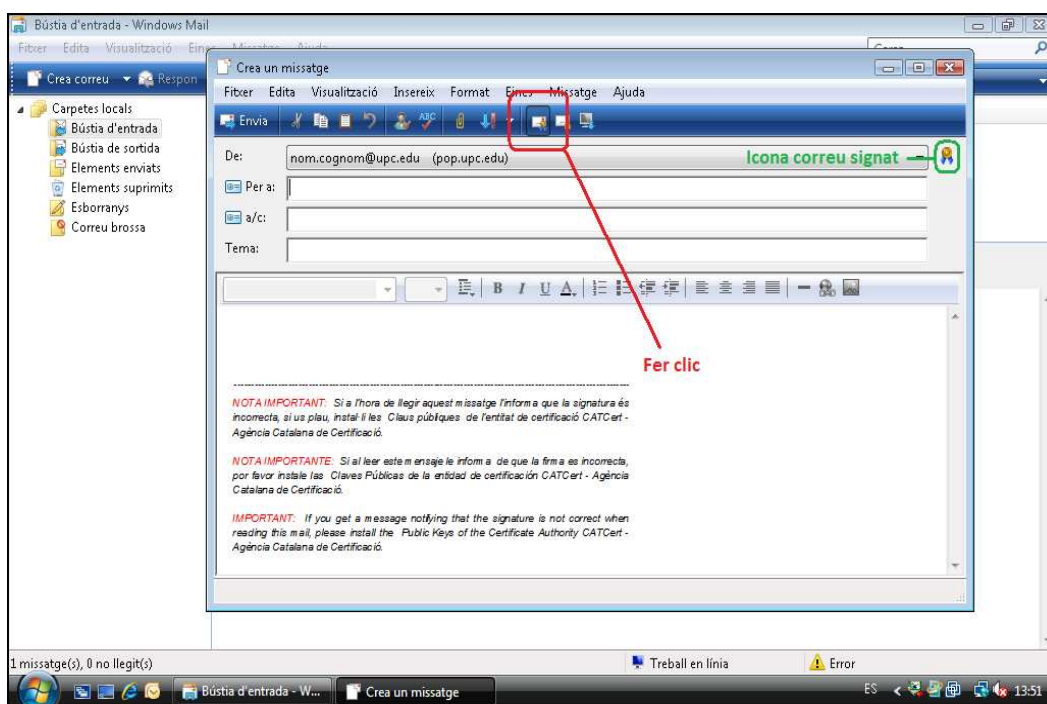 Bústia d'entrada - Windows Mail
Fitxer Edita Visualització Eines Missatge Ajuda
Crea correu Respon
Carpetes locals
Bústia d'entrada
Bústia de sortida
Elements enviats
Elements suprimits
Esborranys
Correu brossa
Crea un missatge
Fitxer Edita Visualització Insereix Format Eines Missatge Ajuda
Envia
De: nom.cognom@upc.edu (pop.upc.edu) Icona correu signat
Per a:
a/c:
Tema:
B I U A
Fer clic
NOTA IMPORTANT: Si a l'hora de llegir aquest missatge l'informa que la signatura és
incorrecta, si us plau, instal·li les Claus públiques de l'entitat de certificació CATCert -
Agència Catalana de Certificació.
NOTA IMPORTANTE: Si al leer este mensaje le informa de que la firma es incorrecta,
por favor instale las Claves Públicas de la entidad de certificación CATCert - Agència
Catalana de Certificació.
IMPORTANT: If you get a message notifying that the signature is not correct when
reading this mail, please install the Public Keys of the Certificate Authority CATCert -
Agència Catalana de Certificació.
1 missatge(s), 0 no llegit(s) Treball en línia Error
Bústia d'entrada - W... Crea un missatge ES 13:51